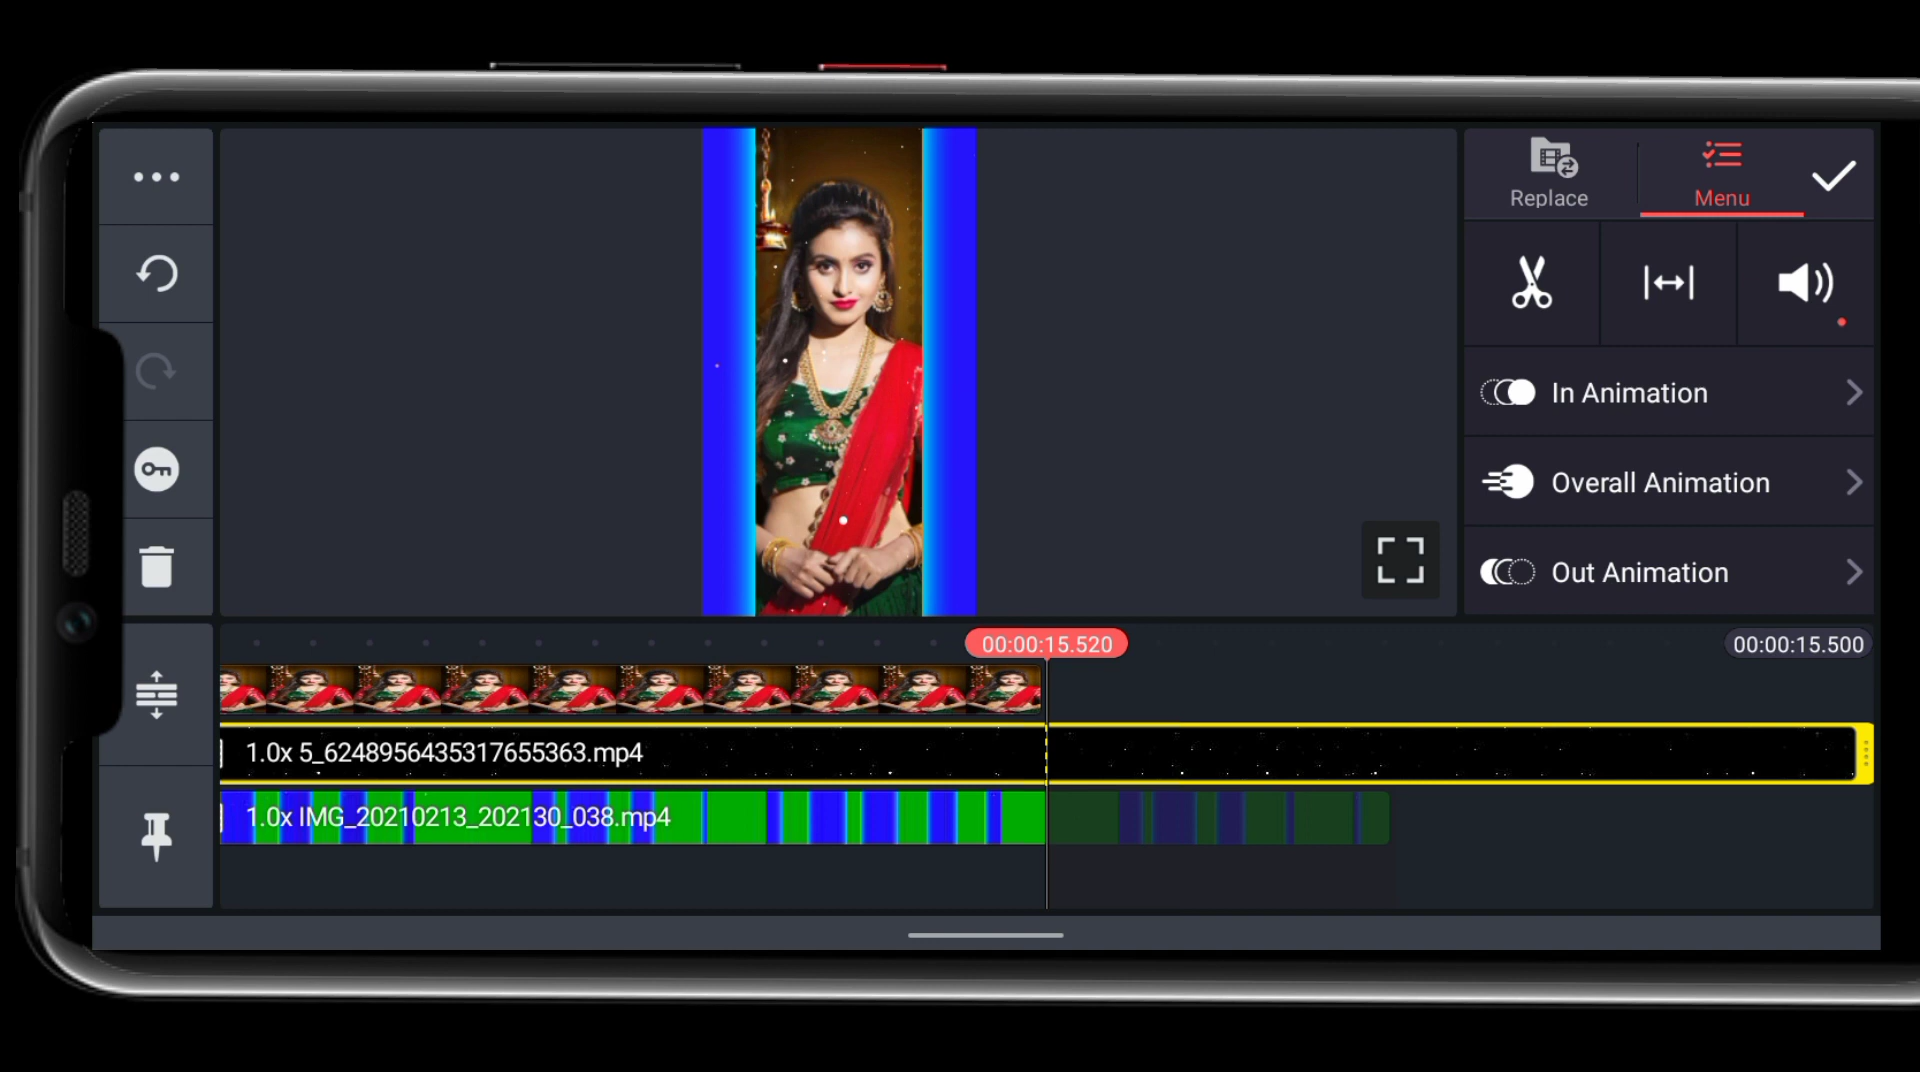 Replace
Menu
In Animation
Overall Animation
Out Animation
00:00:15.520
00:00:15.500
1.0x 5_6248956435317655363.mp4
1.0x IMG_20210213_202130_038.mp4